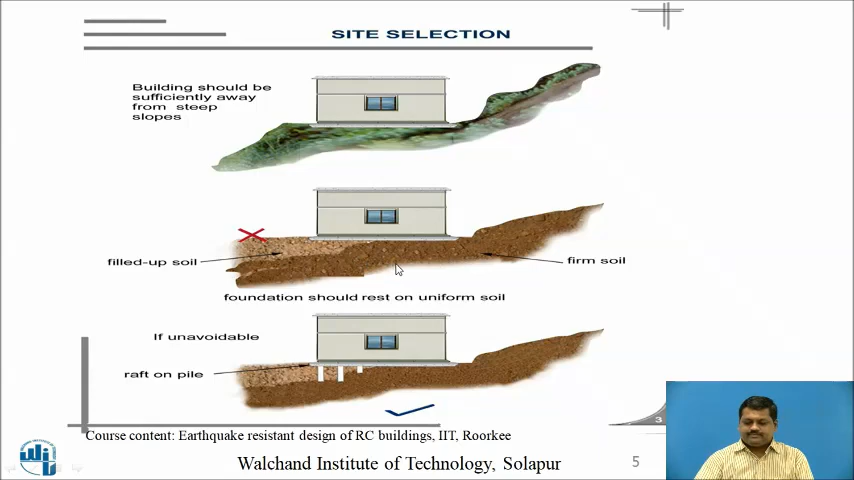 SITE SELECTION
Building should be
sufficiently away
from steep
slopes
filled-up soil
firm soil
foundation should rest on uniform soil
If unavoidable
raft on pile
3
Course content: Earthquake resistant design of RC buildings, IIT, Roorkee
Walchand Institute of Technology, Solapur
5